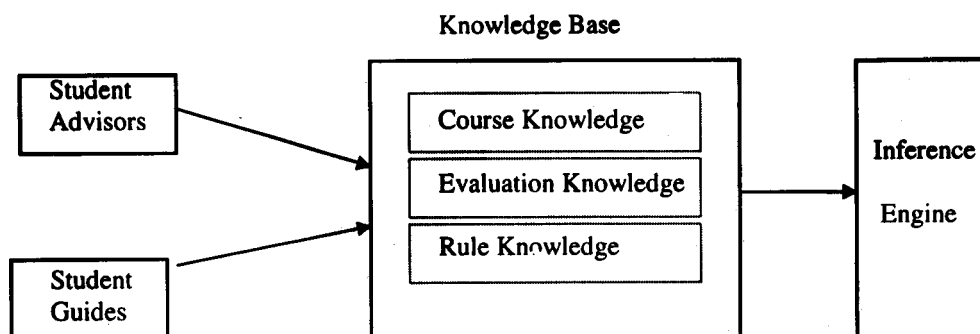 Knowledge Base
Student
Advisors
Course Knowledge
Evaluation Knowledge
Rule Knowledge
Inference
Engine
Student
Guides